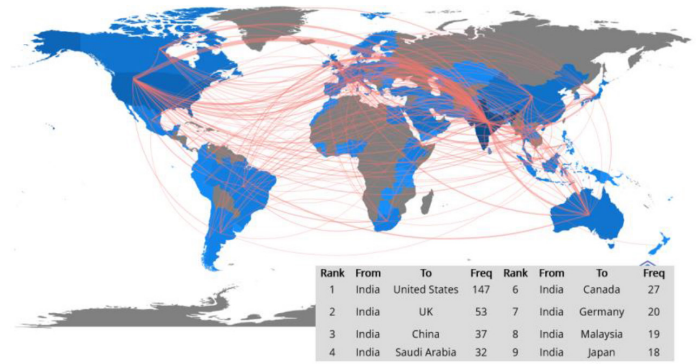 Rank From To Freq Rank From To Freq
1 India United States 147 6 India Canada 27
2 India UK 53 7 India Germany 20
3 India China 37 8 India Malaysia 19
4 India Saudi Arabia 32 India Japan 18